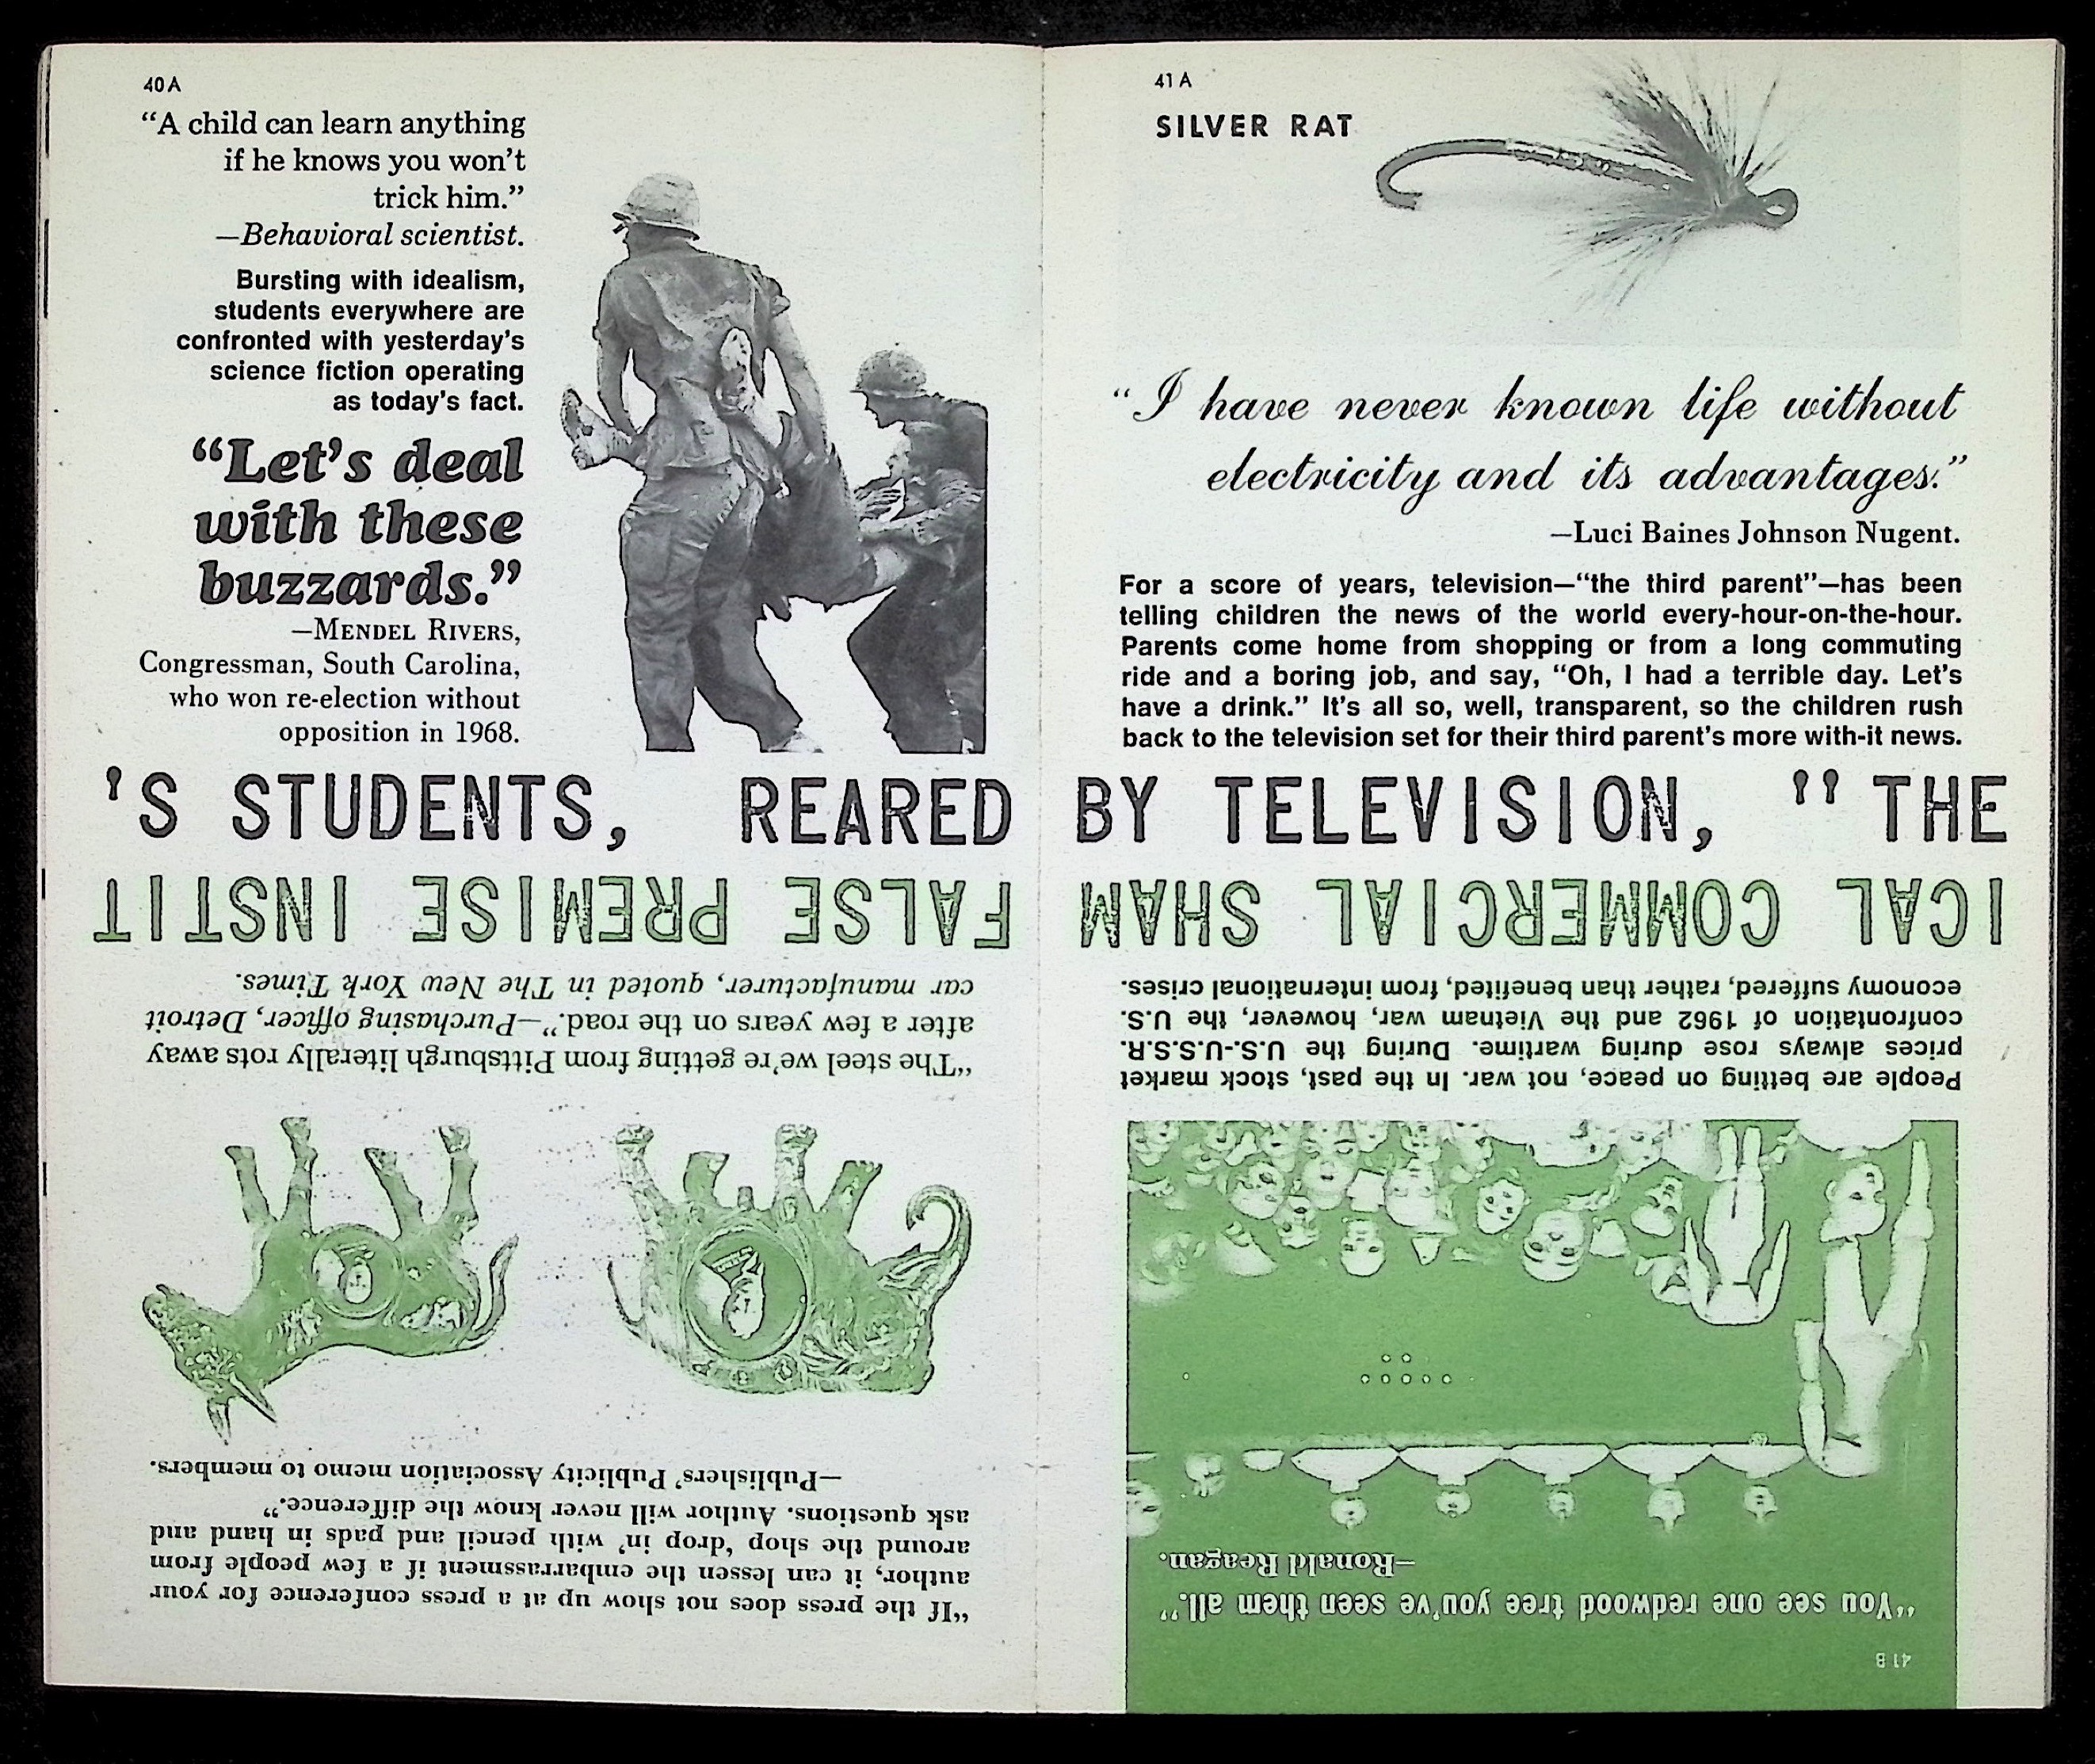 40 A
“A child can learn anything
if he knows you won’t
trick him.”
—Behavioral scientist.
Bursting with idealism,
students everywhere are
confronted with yesterday’s
science fiction operating
as today’s fact.
“Let’s deal
with these
buzzards.”
—MENDEL RIVERS,
Congressman, South Carolina,
who won re-election without
opposition in 1968.
41 A
SILVER RAT
“I have never known life without
electricity and its advantages.”
—Luci Baines Johnson Nugent.
For a score of years, television—“the third parent”—has been
telling children the news of the world every-hour-on-the-hour.
Parents come home from shopping or from a long commuting
ride and a boring job, and say, “Oh, I had a terrible day. Let’s
have a drink.” It’s all so, well, transparent, so the children rush
back to the television set for their third parent’s more with-it news.
’S STUDENTS, REARED BY TELEVISION, ” THE
ICAL COMMERCIAL SHAM FALSE PREMISE INSTIT
41 B
“You see one redwood tree you’ve seen them all.”
—Ronald Reagan.
People are betting on peace, not war. In the past, stock market
prices always rose during wartime. During the U.S.-U.S.S.R.
confrontation of 1962 and the Vietnam war, however, the U.S.
economy suffered, rather than benefited, from international crises.
“If the press does not show up at a press conference for your
author, it can lessen the embarrassment if a few people from
around the shop ‘drop in’ with pencil and pads in hand and
ask questions. Author will never know the difference.”
—Publishers’ Publicity Association memo to members.
“The steel we’re getting from Pittsburgh literally rots away
after a few years on the road.”—Purchasing officer, Detroit
car manufacturer, quoted in The New York Times.